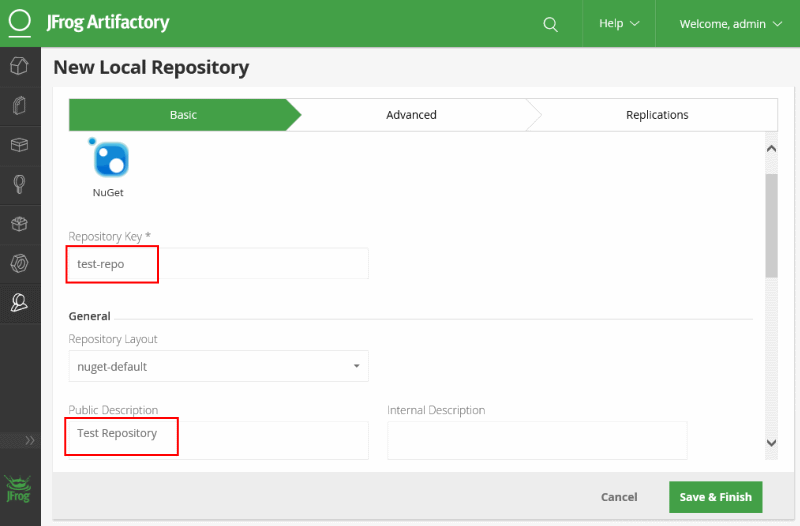 JFrog Artifactory
Help
Welcome, admin
New Local Repository
Basic
Advanced
Replications
NuGet
Repository Key *
test-repo
General
Repository Layout
nuget-default
Public Description
Internal Description
Test Repository
JFrog
Cancel
Save & Finish